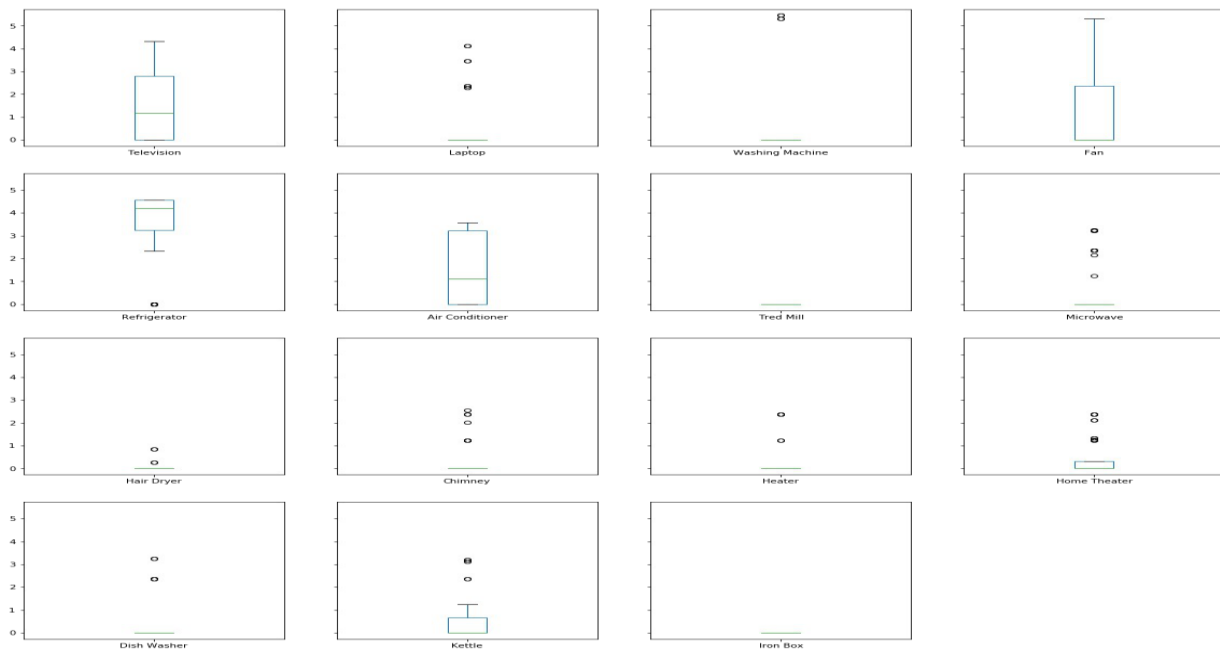 5
4
3
2
1
0
Television
Laptop
Washing Machine
Fan
5
4
3
2
1
0
Refrigerator
Air Conditioner
Tred Mill
Microwave
5
4
3
2
1
0
Hair Dryer
Chimney
Heater
Home Theater
5
4
3
2
1
0
Dish Washer
Kettle
Iron Box